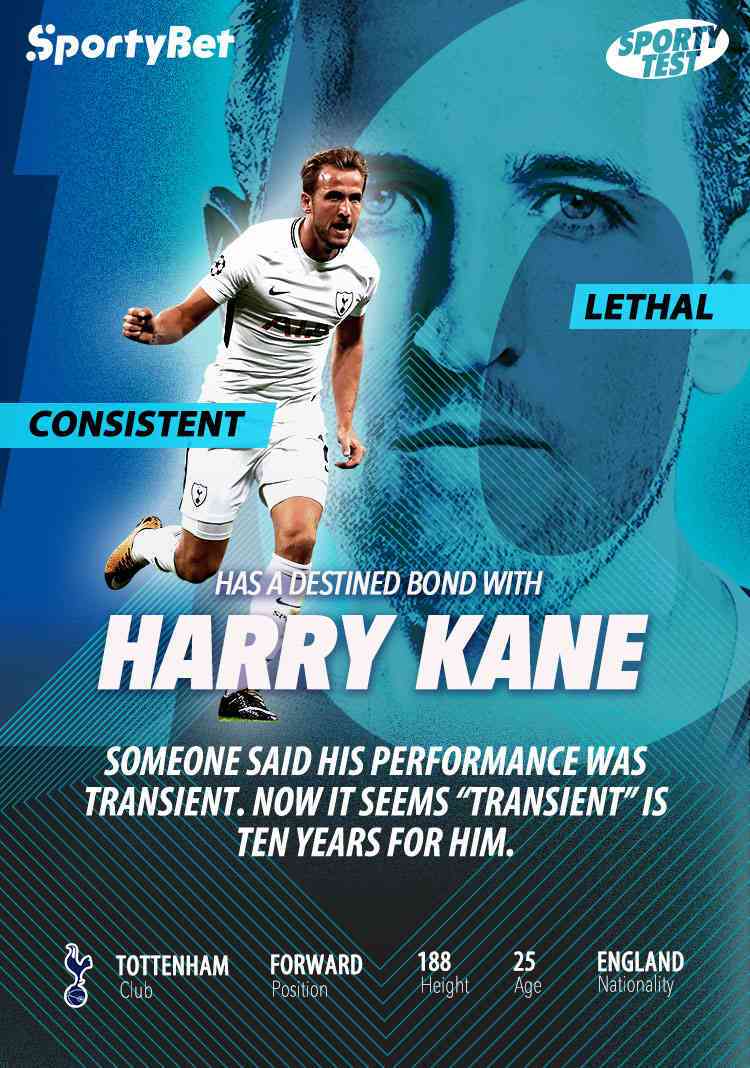 SportyBet
SPORTY
TEST
LETHAL
CONSISTENT
AIA
HAS A DESTINED BOND WITH
HARRY KANE
SOMEONE SAID HIS PERFORMANCE WAS
TRANSIENT. NOW IT SEEMS “TRANSIENT” IS
TEN YEARS FOR HIM.
TOTTENHAM FORWARD 188 25 ENGLAND
Club Position Height Age Nationality